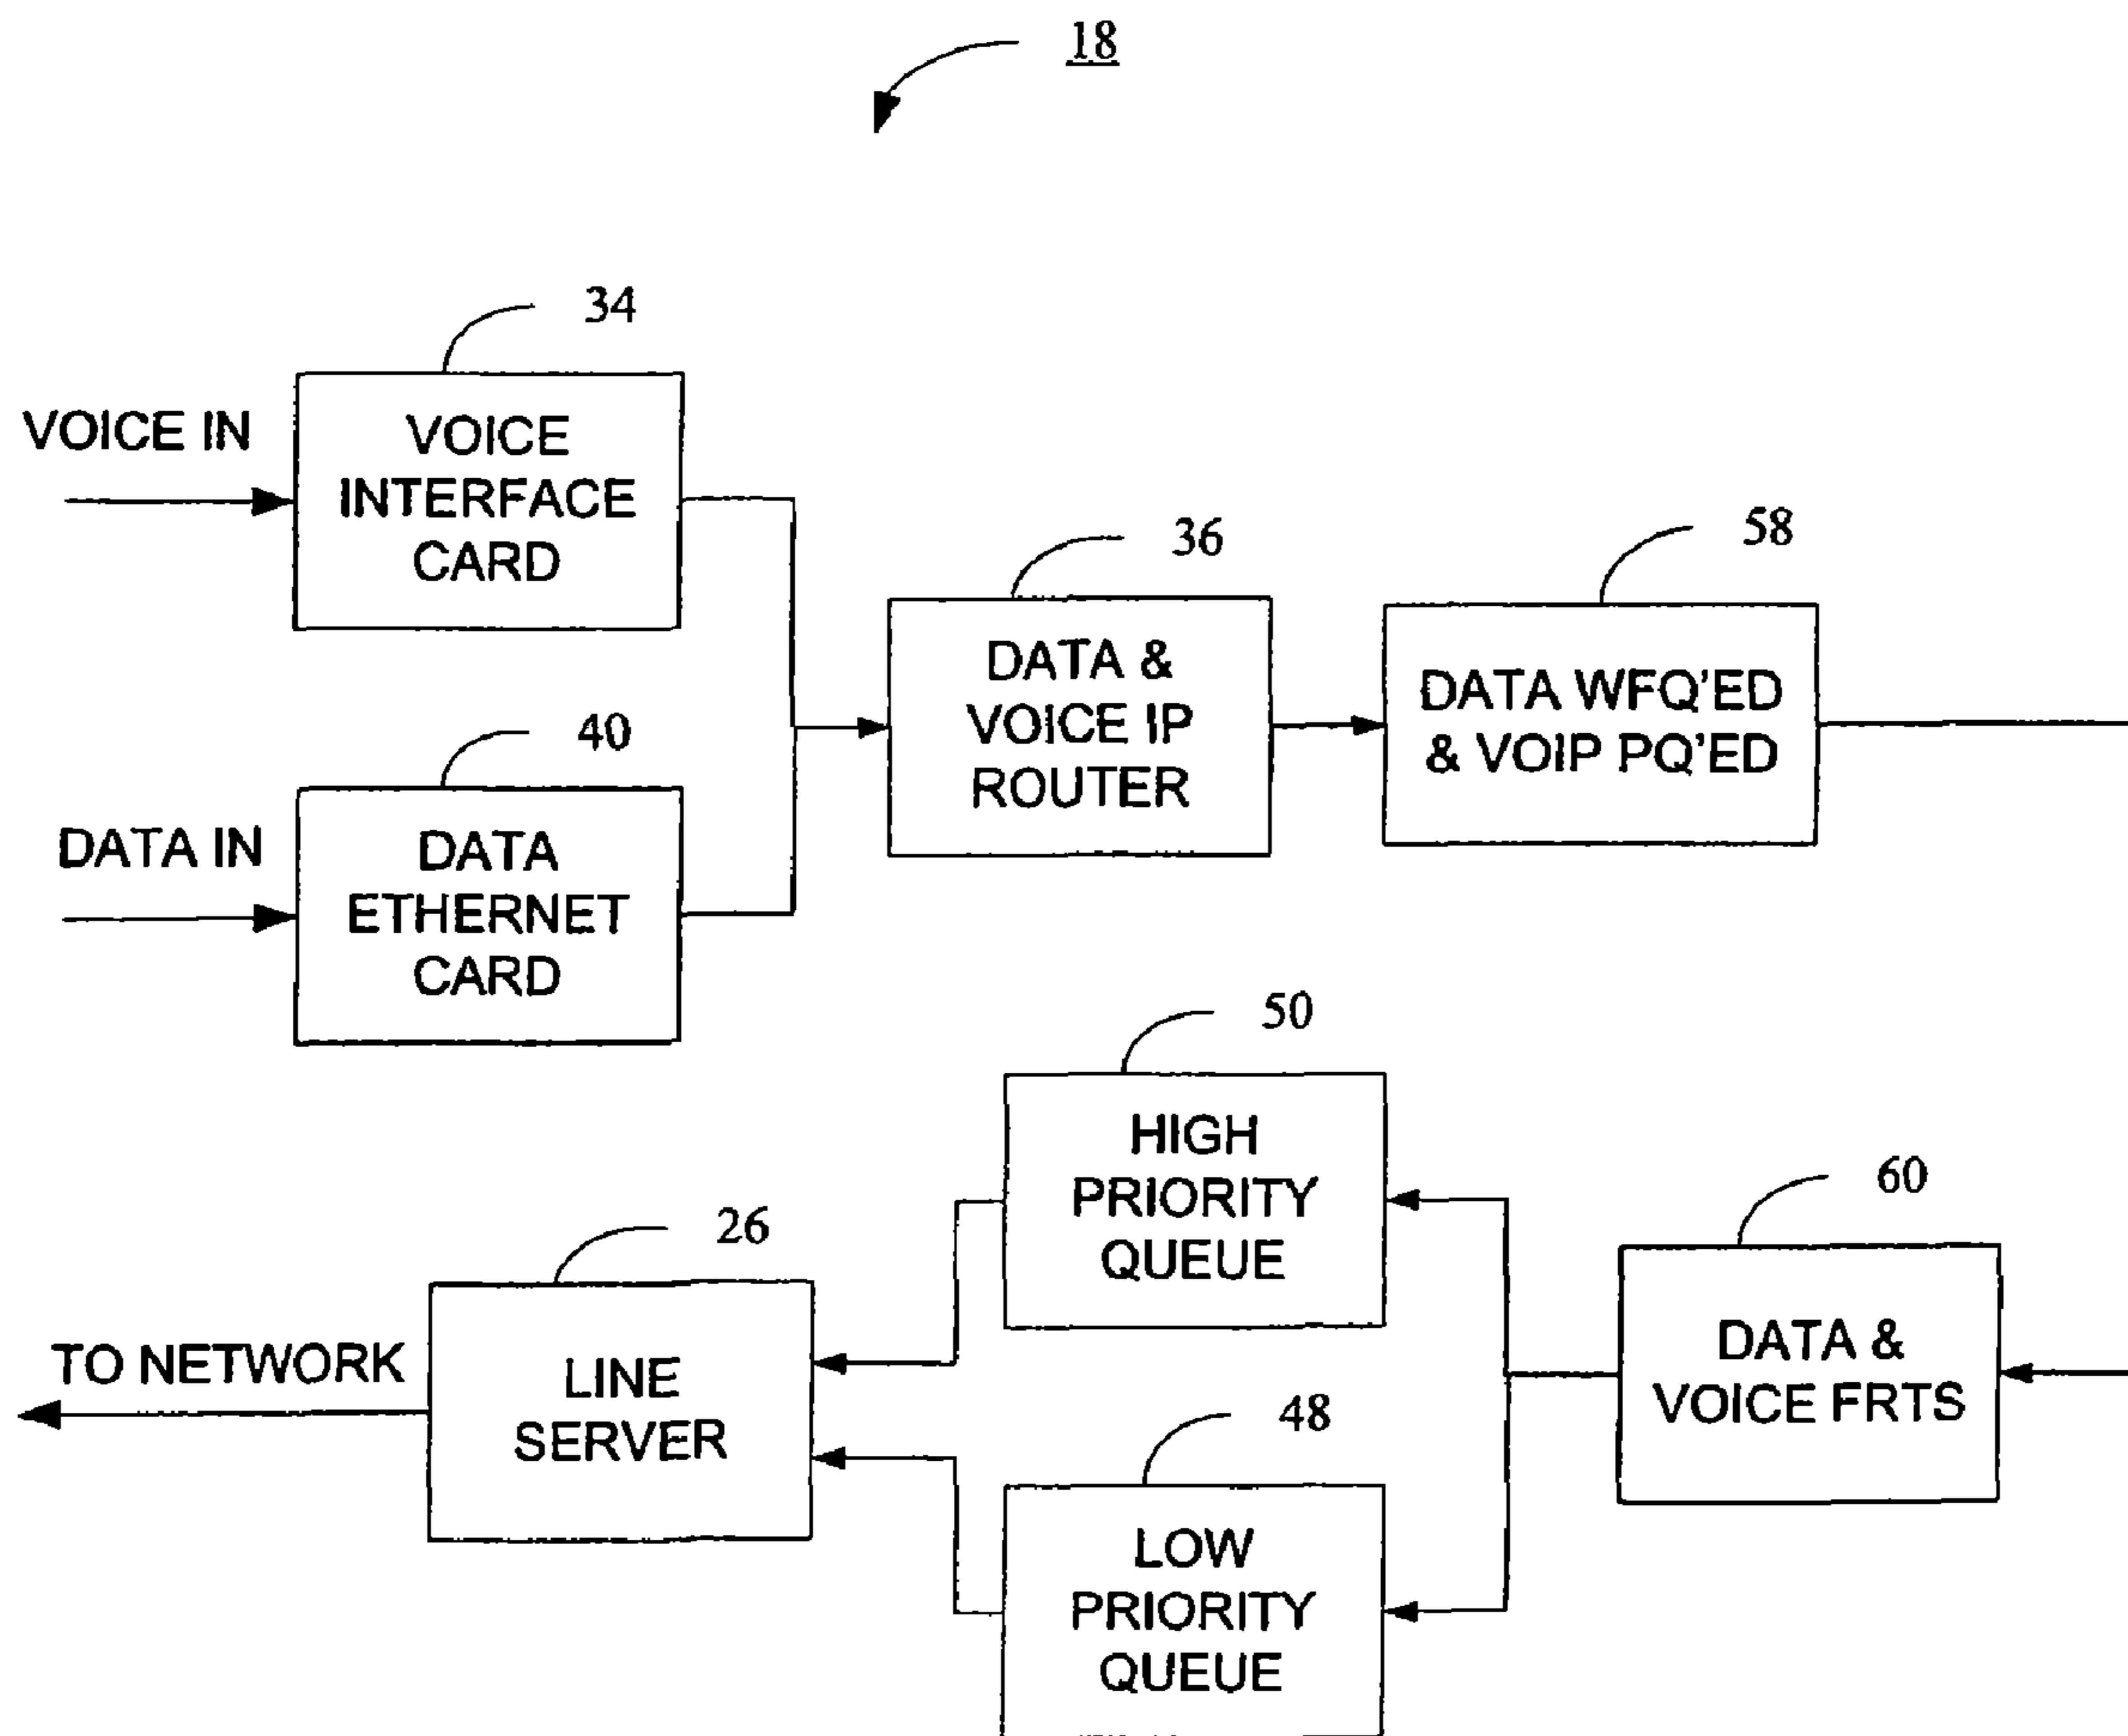 18
34
VOICE IN
VOICE
INTERFACE
CARD
36
58
DATA &
VOICE IP
ROUTER
DATA WFQ'ED
& VOIP PQ'ED
40
DATA IN
DATA
ETHERNET
CARD
50
HIGH
PRIORITY
QUEUE
60
DATA &
VOICE FRTS
26
TO NETWORK
LINE
SERVER
48
LOW
PRIORITY
QUEUE